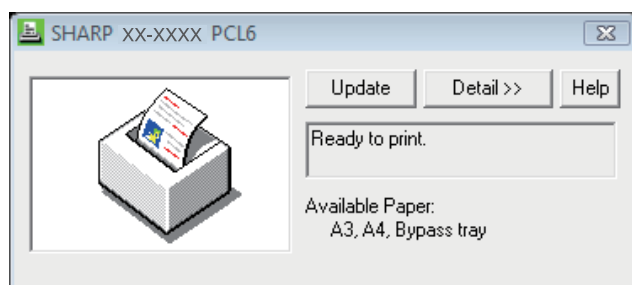 SHARP XX-XXXX PCL6
Update Detail >> Help
Ready to print.
Available Paper:
A3, A4, Bypass tray